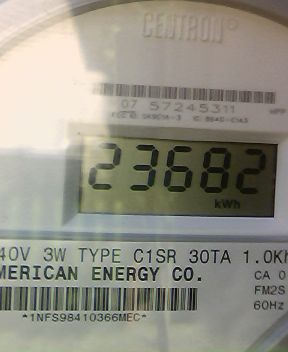 CENTRON®
07 57245311
23682
kWh
40V 3W TYPE C1SR 30TA 1.0Kh
MERICAN ENERGY CO.
CA 0
FM2S
60Hz
*1NFS98410366MEC*